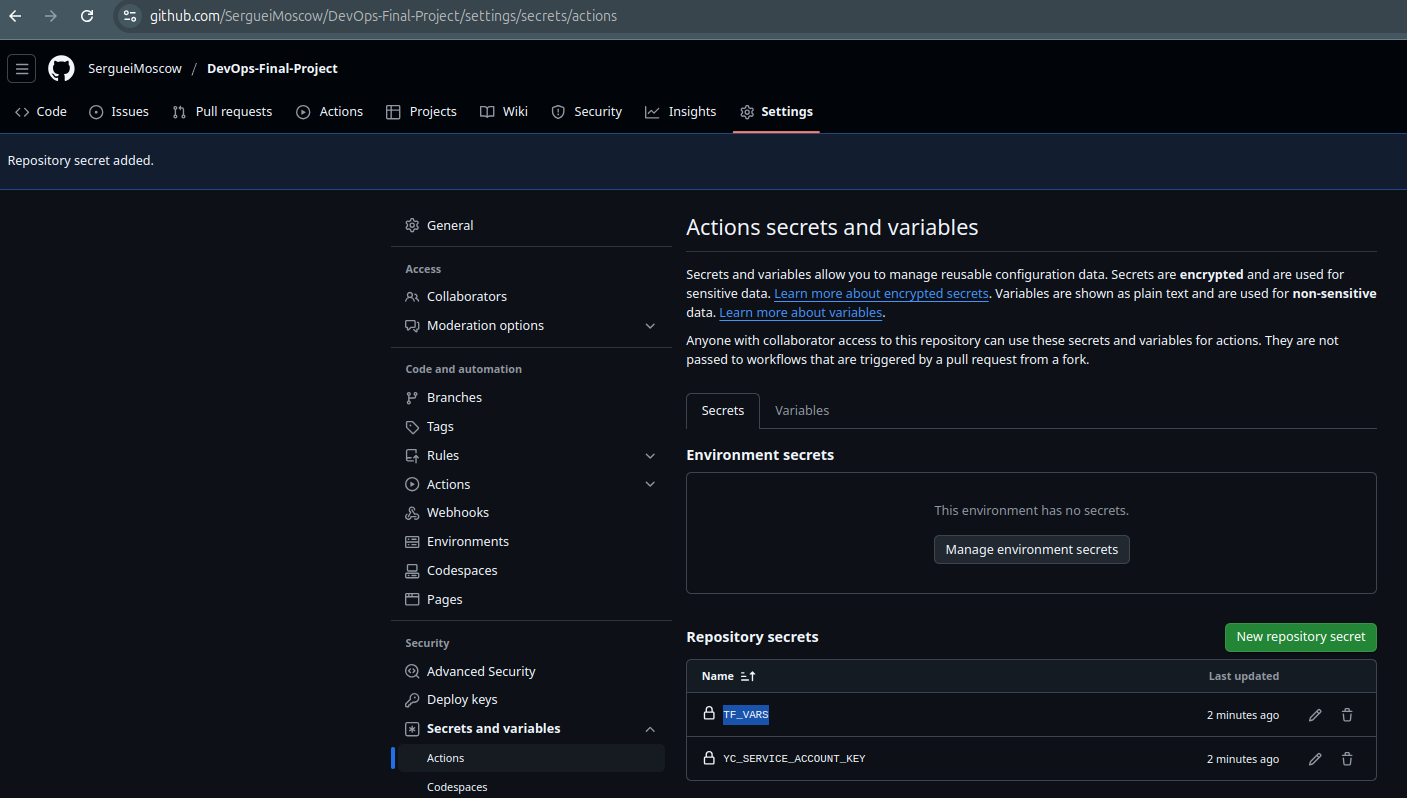 github.com/SergueiMoscow/DevOps-Final-Project/settings/secrets/actions
SergueiMoscow / DevOps-Final-Project
Code Issues Pull requests Actions Projects Wiki Security Insights Settings
Repository secret added.
General
Access
Collaborators
Moderation options
Code and automation
Branches
Tags
Rules
Actions
Webhooks
Environments
Codespaces
Pages
Security
Advanced Security
Deploy keys
Secrets and variables
Actions
Codespaces
Actions secrets and variables
Secrets and variables allow you to manage reusable configuration data. Secrets are encrypted and are used for
sensitive data. Learn more about encrypted secrets. Variables are shown as plain text and are used for non-sensitive
data. Learn more about variables.
Anyone with collaborator access to this repository can use these secrets and variables for actions. They are not
passed to workflows that are triggered by a pull request from a fork.
Secrets Variables
Environment secrets
This environment has no secrets.
Manage environment secrets
Repository secrets New repository secret
Name Last updated
TF_VARS 2 minutes ago
YC_SERVICE_ACCOUNT_KEY 2 minutes ago